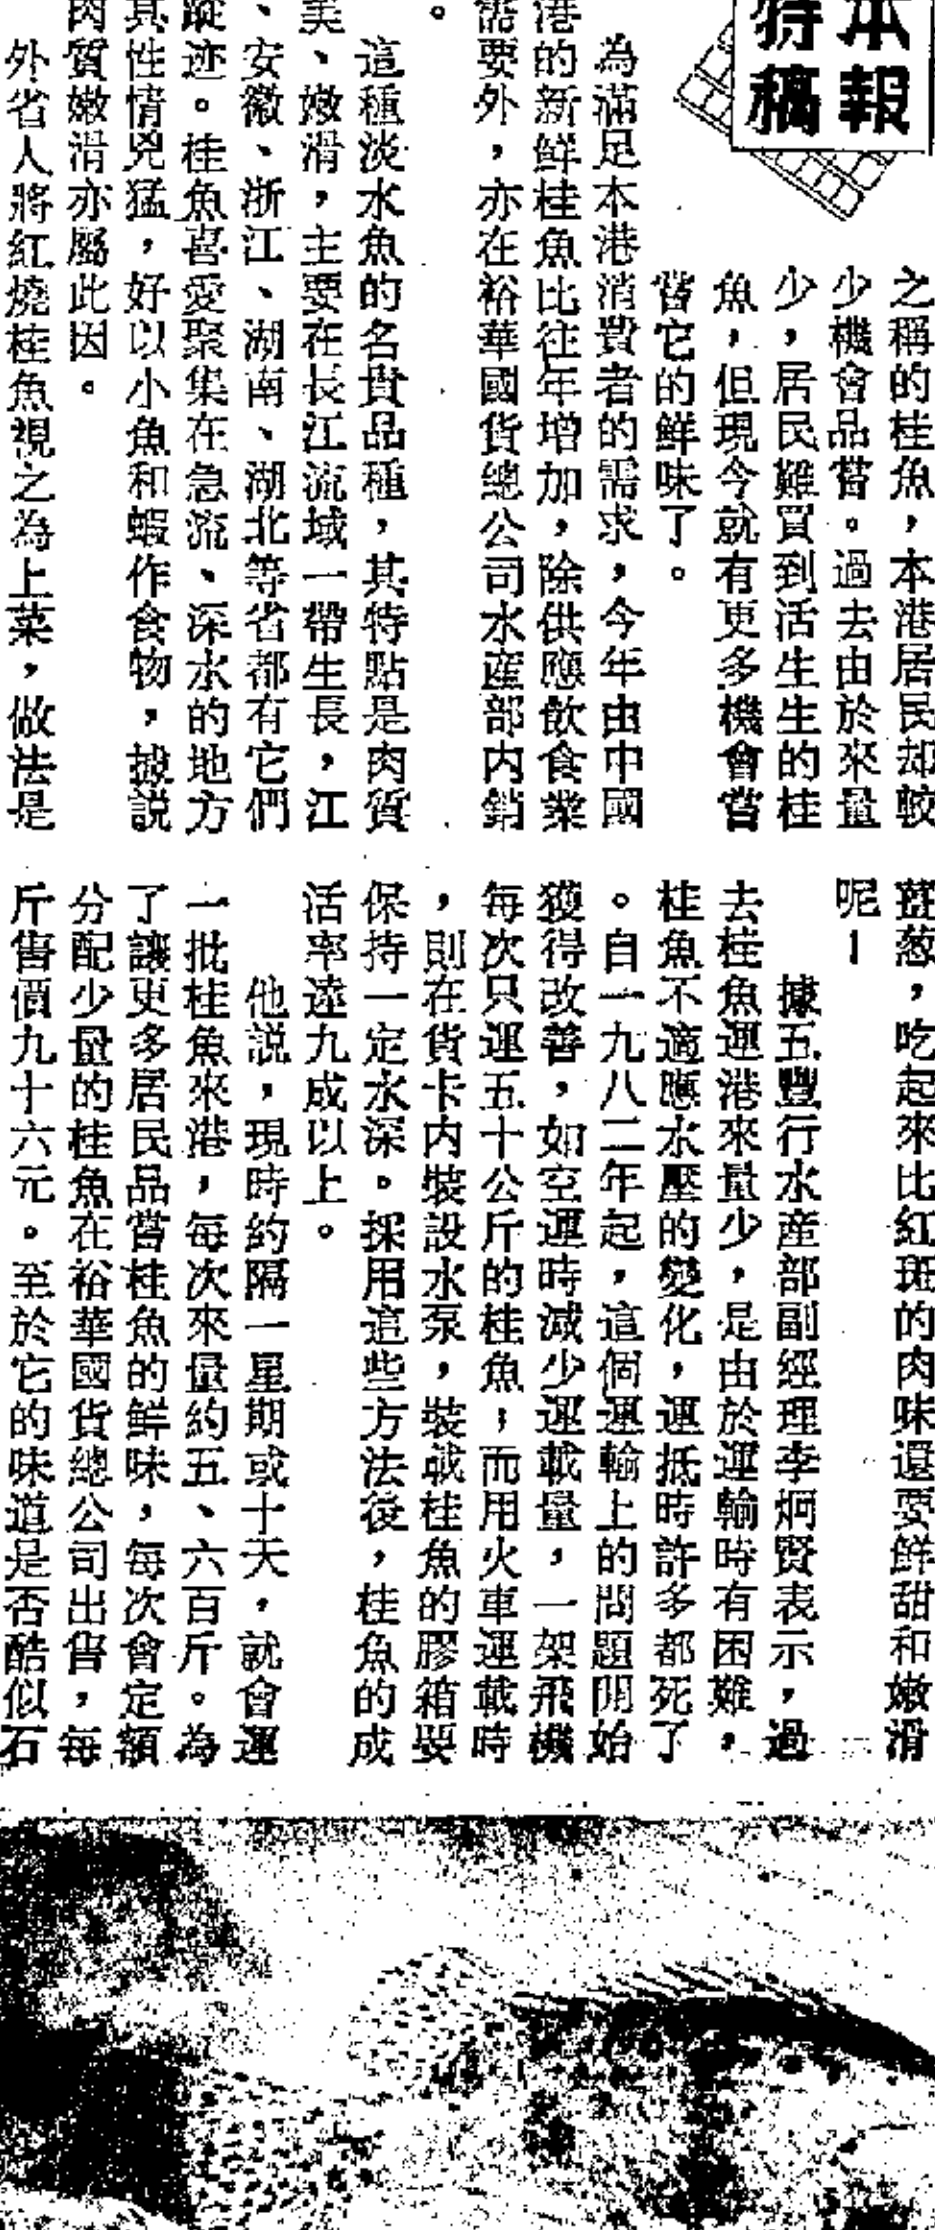 本報
特稿
之稱的桂魚，本港居民却較
少機會品嘗。過去由於來量
少，居民難買到活生生的桂
魚，但現今就有更多機會嘗
嘗它的鮮味了。
為滿足本港消費者的需求，今年由中國
港的新鮮桂魚比往年增加，除供應飲食業
需要外，亦在裕華國貨總公司水産部内銷
。
這種淡水魚的名貴品種，其特點是肉質
美、嫩滑，主要在長江流域一帶生長，江
、安徽、浙江、湖南、湖北等省都有它們
蹤迹。桂魚喜愛聚集在急流、深水的地方
其性情兇猛，好以小魚和蝦作食物，據説
肉質嫩滑亦屬此因。
外省人將紅燒桂魚視之為上菜，做法是
薑葱，吃起來比紅斑的肉味還要鮮甜和嫩滑
呢！
據五豐行水産部副經理李炯賢表示，過
去桂魚運港來量少，是由於運輸時有困難，
桂魚不適應水壓的變化，運抵時許多都死了
。自一九八二年起，這個運輸上的問題開始
獲得改善，如空運時減少運載量，一架飛機
每次只運五十公斤的桂魚；而用火車運載時
，則在貨卡内裝設水泵，裝載桂魚的膠箱要
保持一定水深。採用這些方法後，桂魚的成
活率達九成以上。
他説，現時約隔一星期或十天，就會運
一批桂魚來港，每次來量約五、六百斤。為
了讓更多居民品嘗桂魚的鮮味，每次會定額
分配少量的桂魚在裕華國貨總公司出售，每
斤售價九十六元。至於它的味道是否酷似石